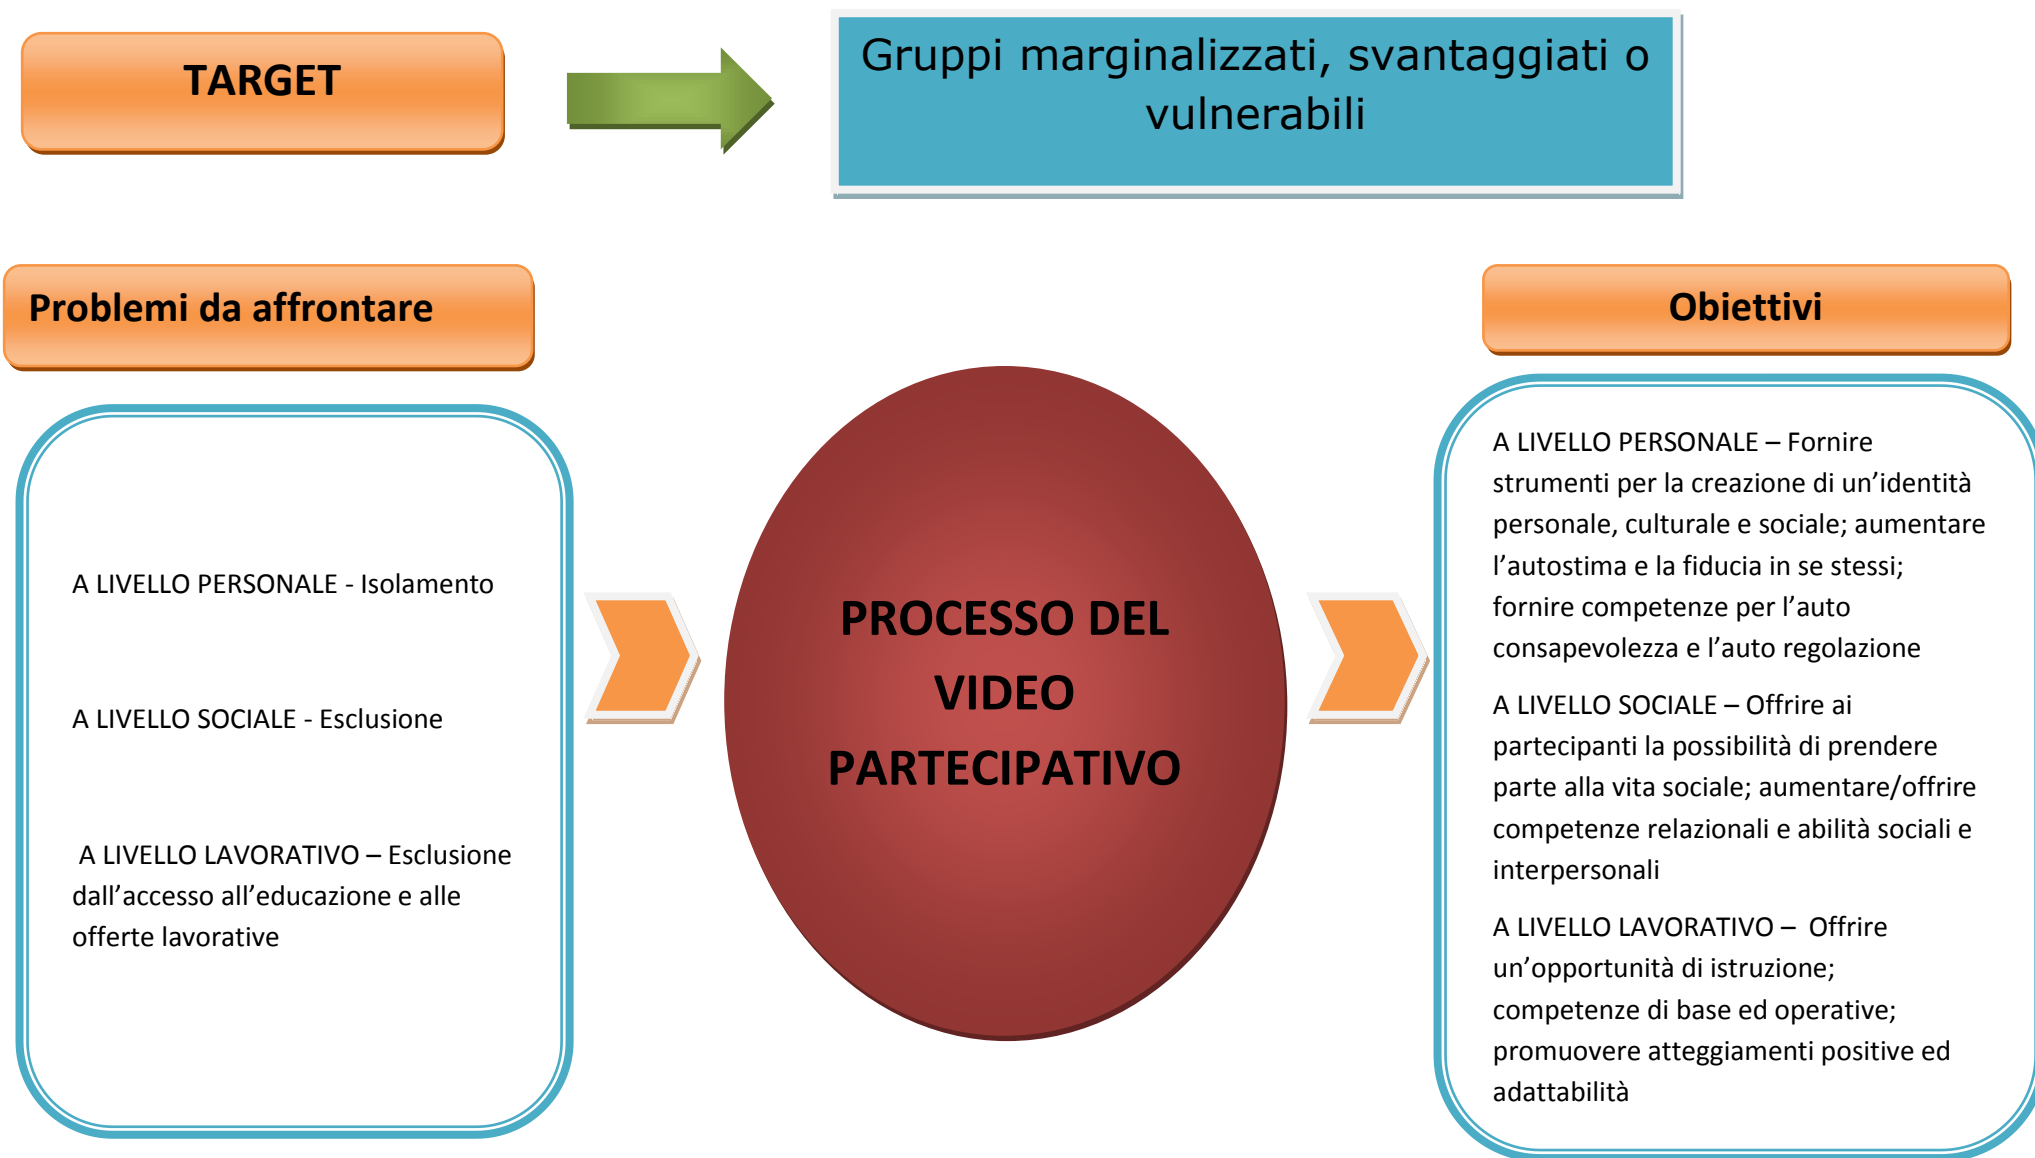 TARGET
Gruppi marginalizzati, svantaggiati o
vulnerabili
Problemi da affrontare
Obiettivi
A LIVELLO PERSONALE - Isolamento
A LIVELLO SOCIALE - Esclusione
A LIVELLO LAVORATIVO – Esclusione
dall’accesso all’educazione e alle
offerte lavorative
PROCESSO DEL
VIDEO
PARTECIPATIVO
A LIVELLO PERSONALE – Fornire
strumenti per la creazione di un’identità
personale, culturale e sociale; aumentare
l’autostima e la fiducia in se stessi;
fornire competenze per l’auto
consapevolezza e l’auto regolazione
A LIVELLO SOCIALE – Offrire ai
partecipanti la possibilità di prendere
parte alla vita sociale; aumentare/offrire
competenze relazionali e abilità sociali e
interpersonali
A LIVELLO LAVORATIVO – Offrire
un’opportunità di istruzione;
competenze di base ed operative;
promuovere atteggiamenti positive ed
adattabilità